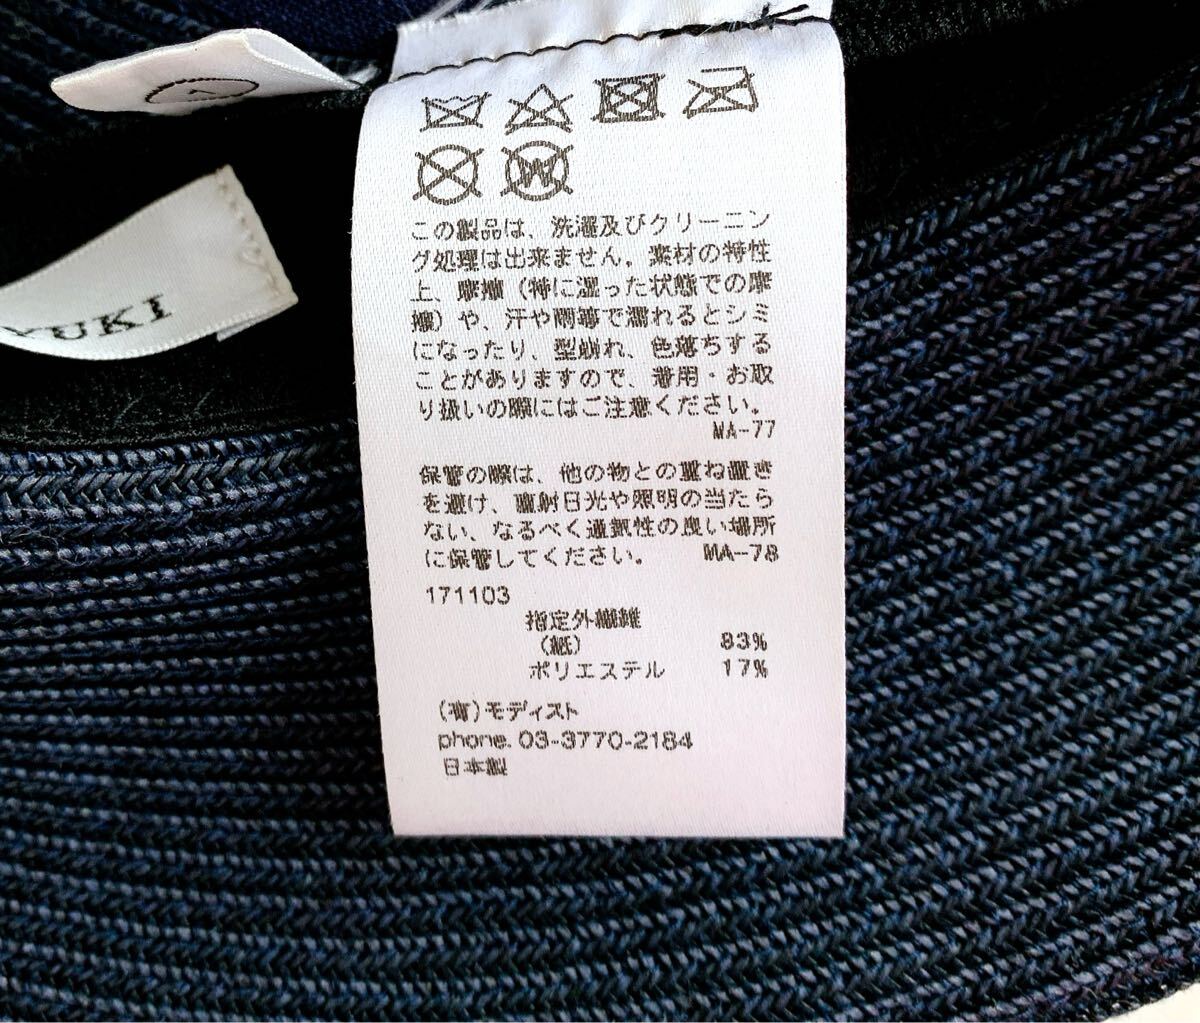 YUKI
W
この製品は、洗濯及びクリーニン
グ処理は出来ません。素材の特性
上、摩擦（特に湿った状態での摩
擦）や、汗や雨等で濡れるとシミ
になったり、型崩れ、色落ちする
ことがありますので、着用・お取
り扱いの際にはご注意ください。
MA-77
保管の際は、他の物との重ね置き
を避け、直射日光や照明の当たら
ない、なるべく通気性の良い場所
に保管してください。 MA-78
171103
指定外繊維
（紙） 83%
ポリエステル 17%
（有）モディスト
phone. 03-3770-2184
日本製